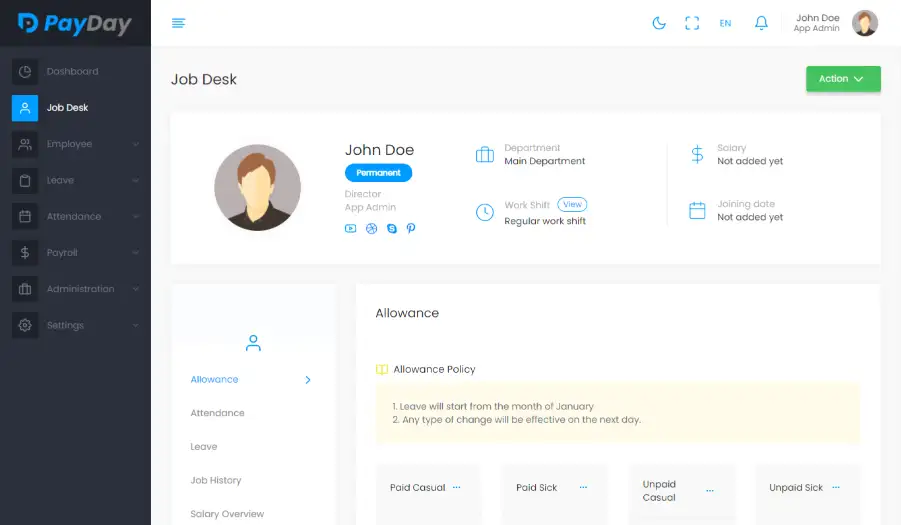 PayDay
EN
John Doe
App Admin
Dashboard
Job Desk
Employee
Leave
Attendance
Payroll
Administration
Settings
Job Desk
Action
John Doe
Permanent
Director
App Admin
Department
Main Department
Work Shift View
Regular work shift
Salary
Not added yet
Joining date
Not added yet
Allowance
Attendance
Leave
Job History
Salary Overview
Allowance
Allowance Policy
1. Leave will start from the month of January
2. Any type of change will be effective on the next day.
Paid Casual ...
Paid Sick ...
Unpaid
Casual ...
Unpaid Sick ...